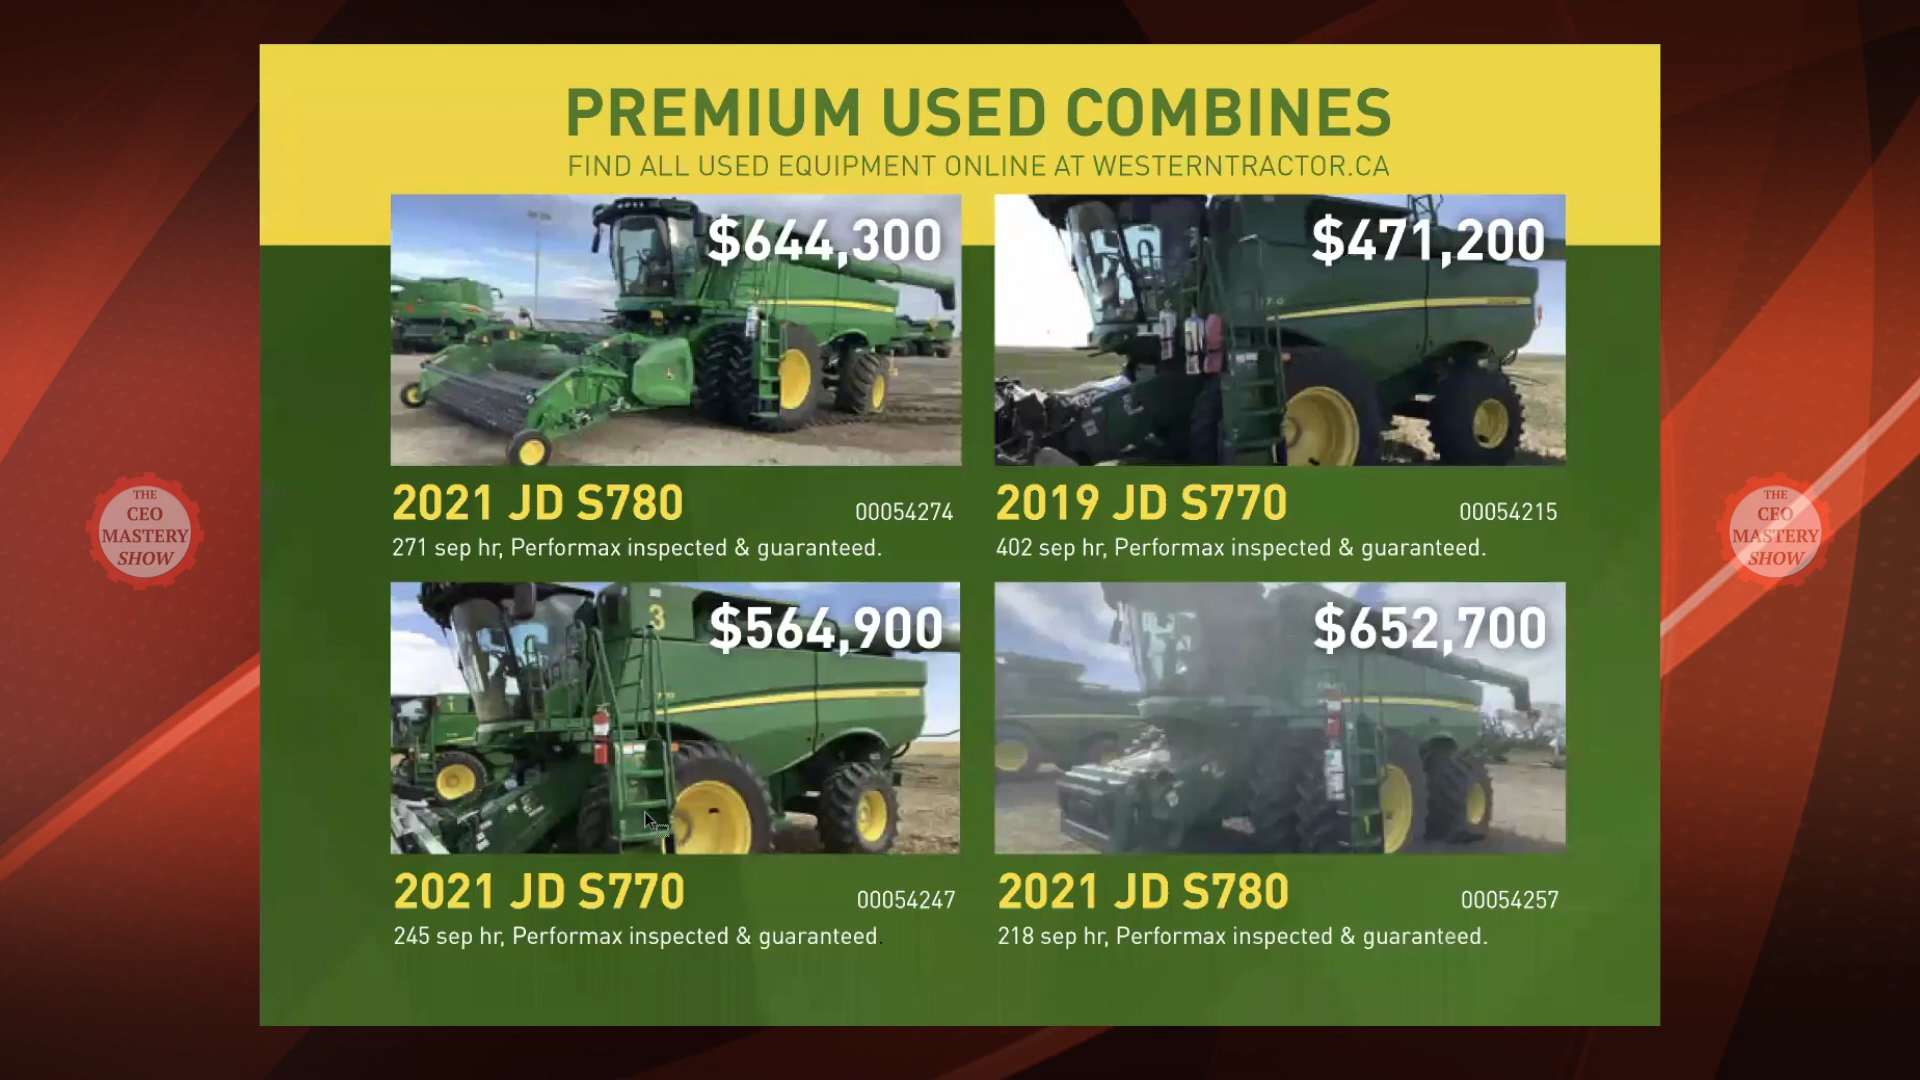 PREMIUM USED COMBINES
FIND ALL USED EQUIPMENT ONLINE AT WESTERNTRACTOR.CA
$644,300
2021 JD S780
00054274
271 sep hr, Performax inspected & guaranteed.
$471,200
2019 JD S770
00054215
402 sep hr, Performax inspected & guaranteed.
3
$564,900
2021 JD S770
00054247
245 sep hr, Performax inspected & guaranteed.
$652,700
2021 JD S780
00054257
218 sep hr, Performax inspected & guaranteed.
THE
CEO
MASTERY
SHOW
THE
CEO
MASTERY
SHOW